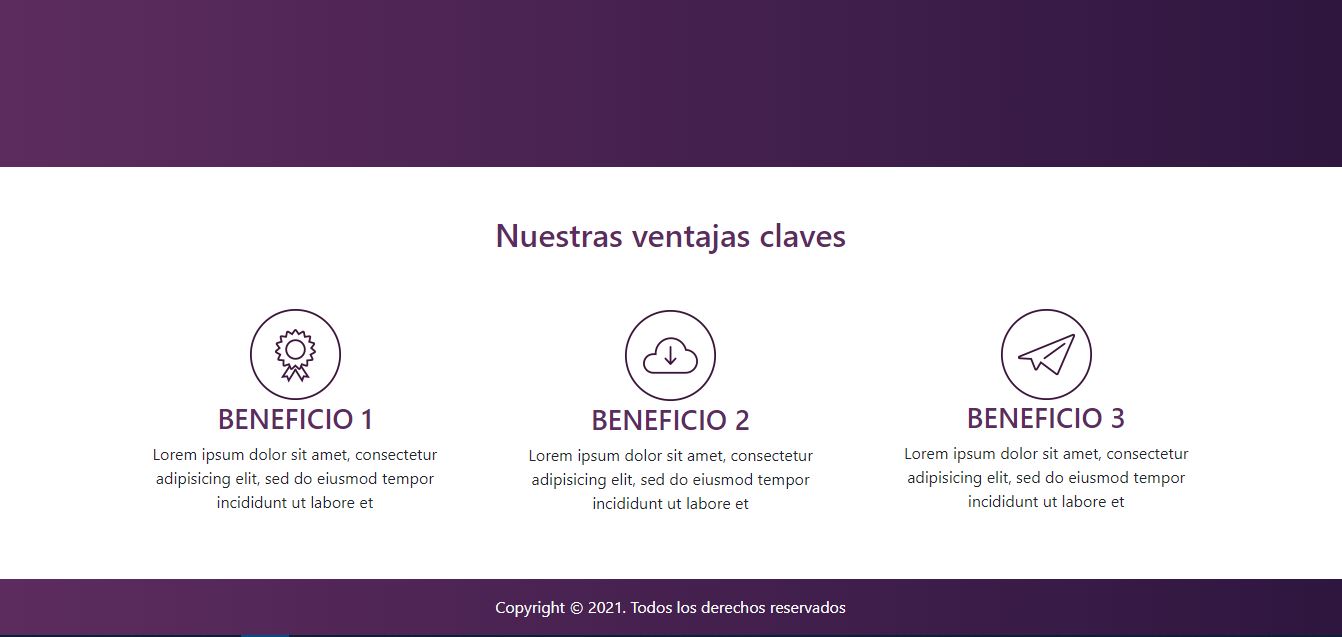 Nuestras ventajas claves
BENEFICIO 1
Lorem ipsum dolor sit amet, consectetur
adipisicing elit, sed do eiusmod tempor
incididunt ut labore et
BENEFICIO 2
Lorem ipsum dolor sit amet, consectetur
adipisicing elit, sed do eiusmod tempor
incididunt ut labore et
BENEFICIO 3
Lorem ipsum dolor sit amet, consectetur
adipisicing elit, sed do eiusmod tempor
incididunt ut labore et
Copyright © 2021. Todos los derechos reservados